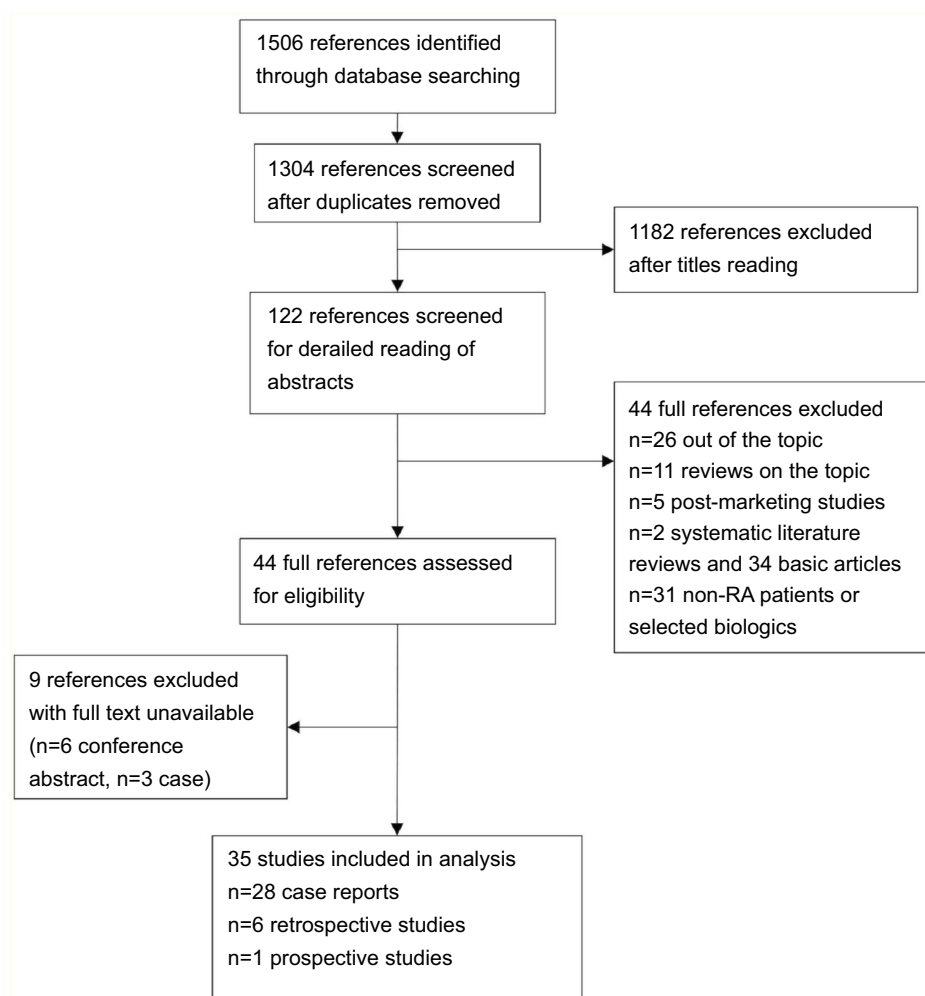 1506 references identified
through database searching
1304 references screened
after duplicates removed
1182 references excluded
after titles reading
122 references screened
for derailed reading of
abstracts
44 full references excluded
n=26 out of the topic
n=11 reviews on the topic
n=5 post-marketing studies
n=2 systematic literature
reviews and 34 basic articles
n=31 non-RA patients or
selected biologics
44 full references assessed
for eligibility
9 references excluded
with full text unavailable
(n=6 conference
abstract, n=3 case)
35 studies included in analysis
n=28 case reports
n=6 retrospective studies
n=1 prospective studies